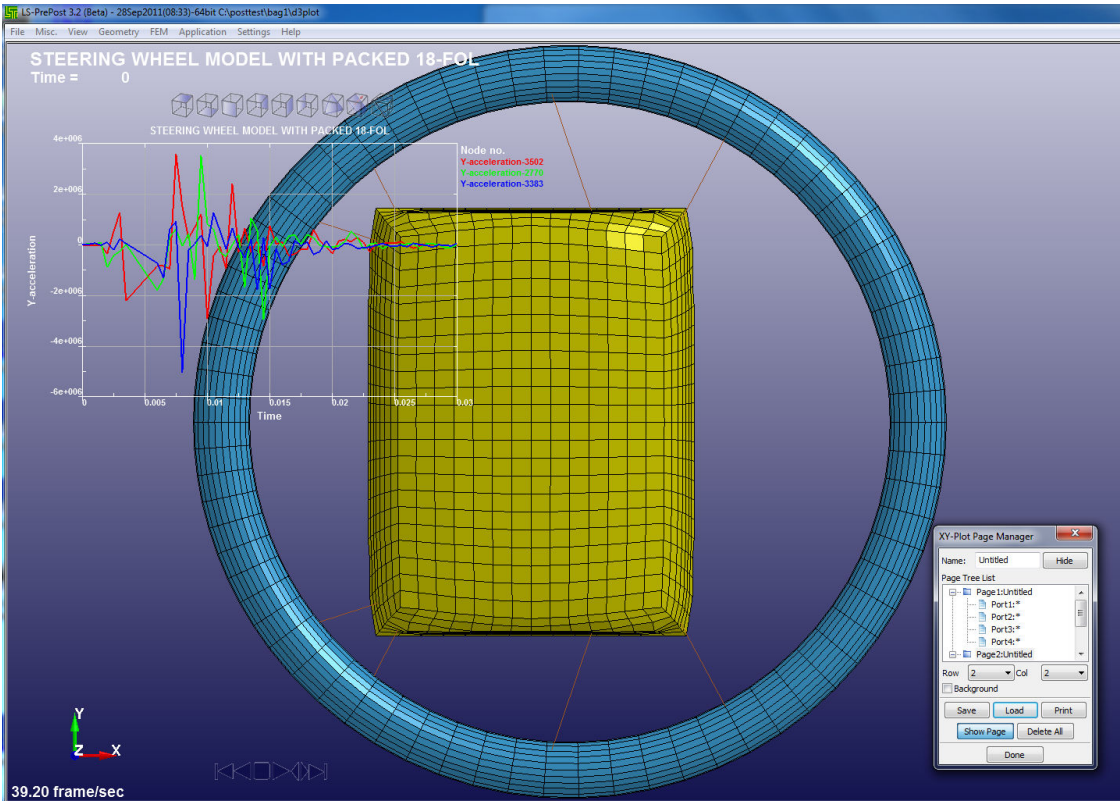 LS-PrePost 3.2 (Beta) - 28Sep2011(08:33)-64bit C:\posttest\bag1\d3plot
File Misc. View Geometry FEM Application Settings Help
STEERING WHEEL MODEL WITH PACKED 18-FOL
Time = 0
STEERING WHEEL MODEL WITH PACKED 18-FOL
Node no.
Y-acceleration-3502
Y-acceleration-2770
Y-acceleration-3383
4e+006
2e+006
0
-2e+006
-4e+006
-6e+006
Y-acceleration
0 0.005 0.01 0.015 0.02 0.025 0.03
Time
XY-Plot Page Manager
Name: Untitled Hide
Page Tree List
Page1:Untitled
Port1:*
Port2:*
Port3:*
Port4:*
Page2:Untitled
Row 2 Col 2
Background
Save Load Print
Show Page Delete All
Done
Y
Z X
39.20 frame/sec